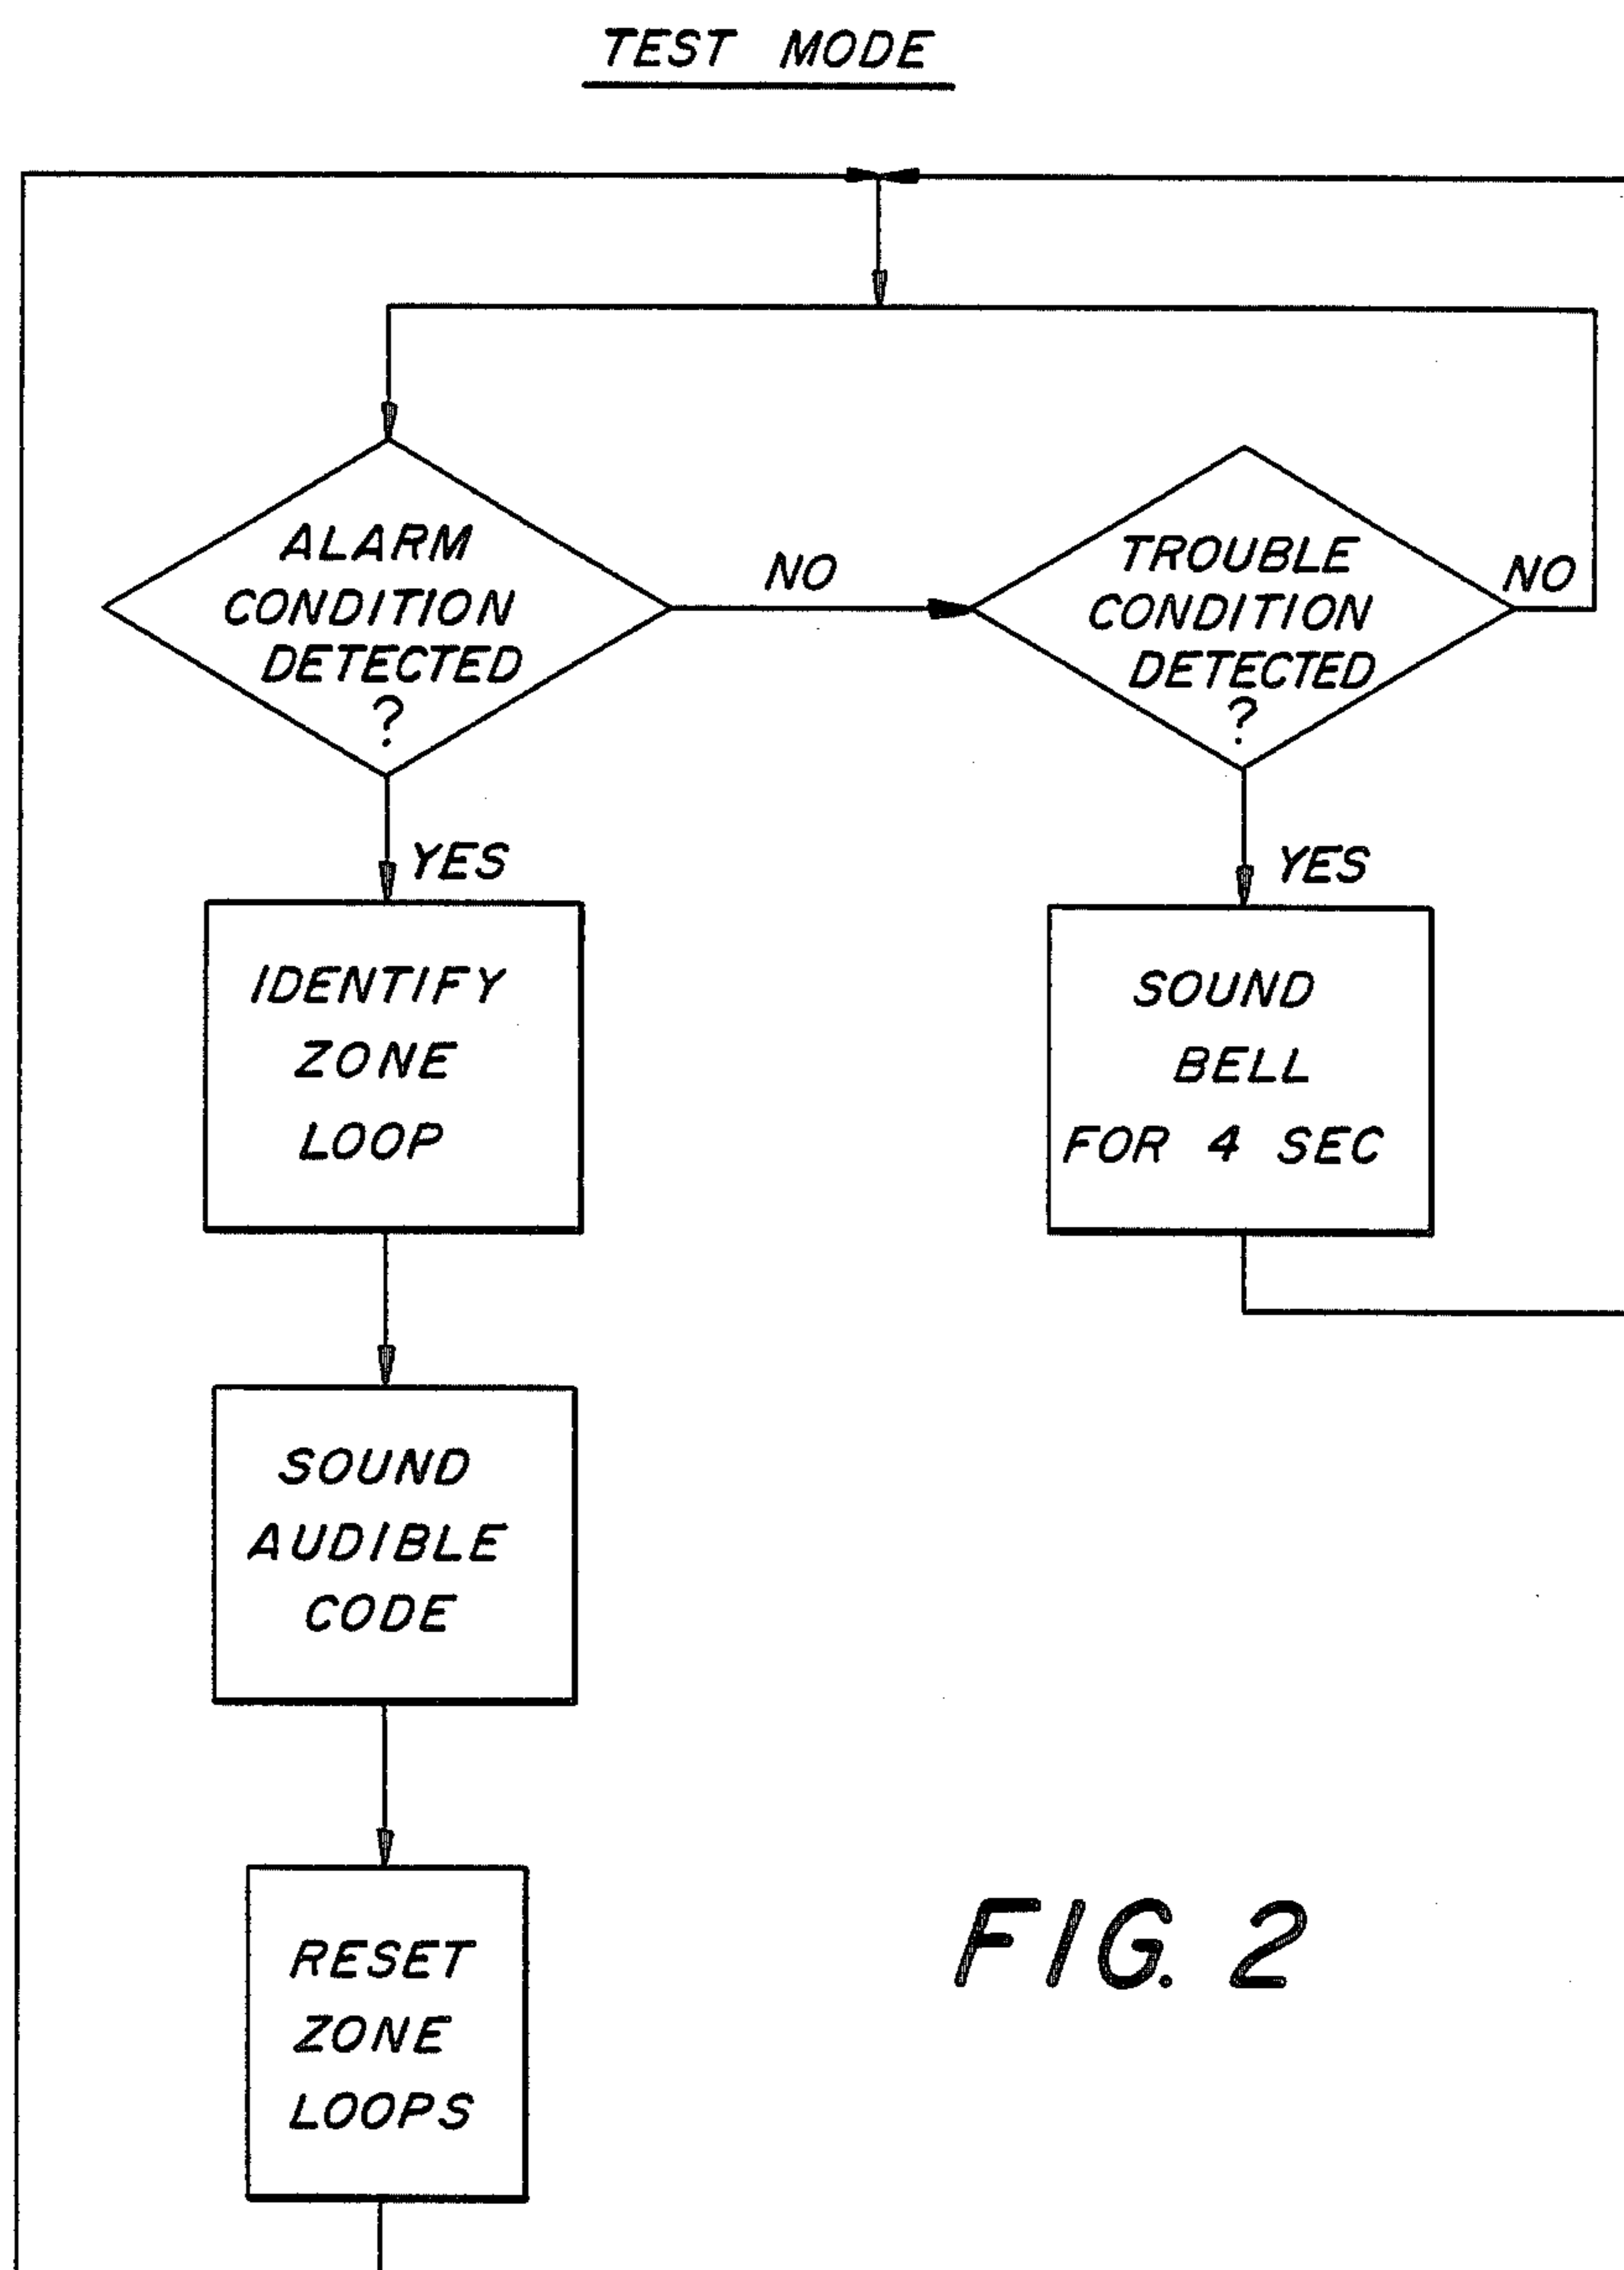 TEST MODE
ALARM
CONDITION
DETECTED
?
NO
TROUBLE
CONDITION
DETECTED
?
NO
YES
YES
IDENTIFY
ZONE
LOOP
SOUND
BELL
FOR 4 SEC
SOUND
AUDIBLE
CODE
RESET
ZONE
LOOPS
FIG. 2